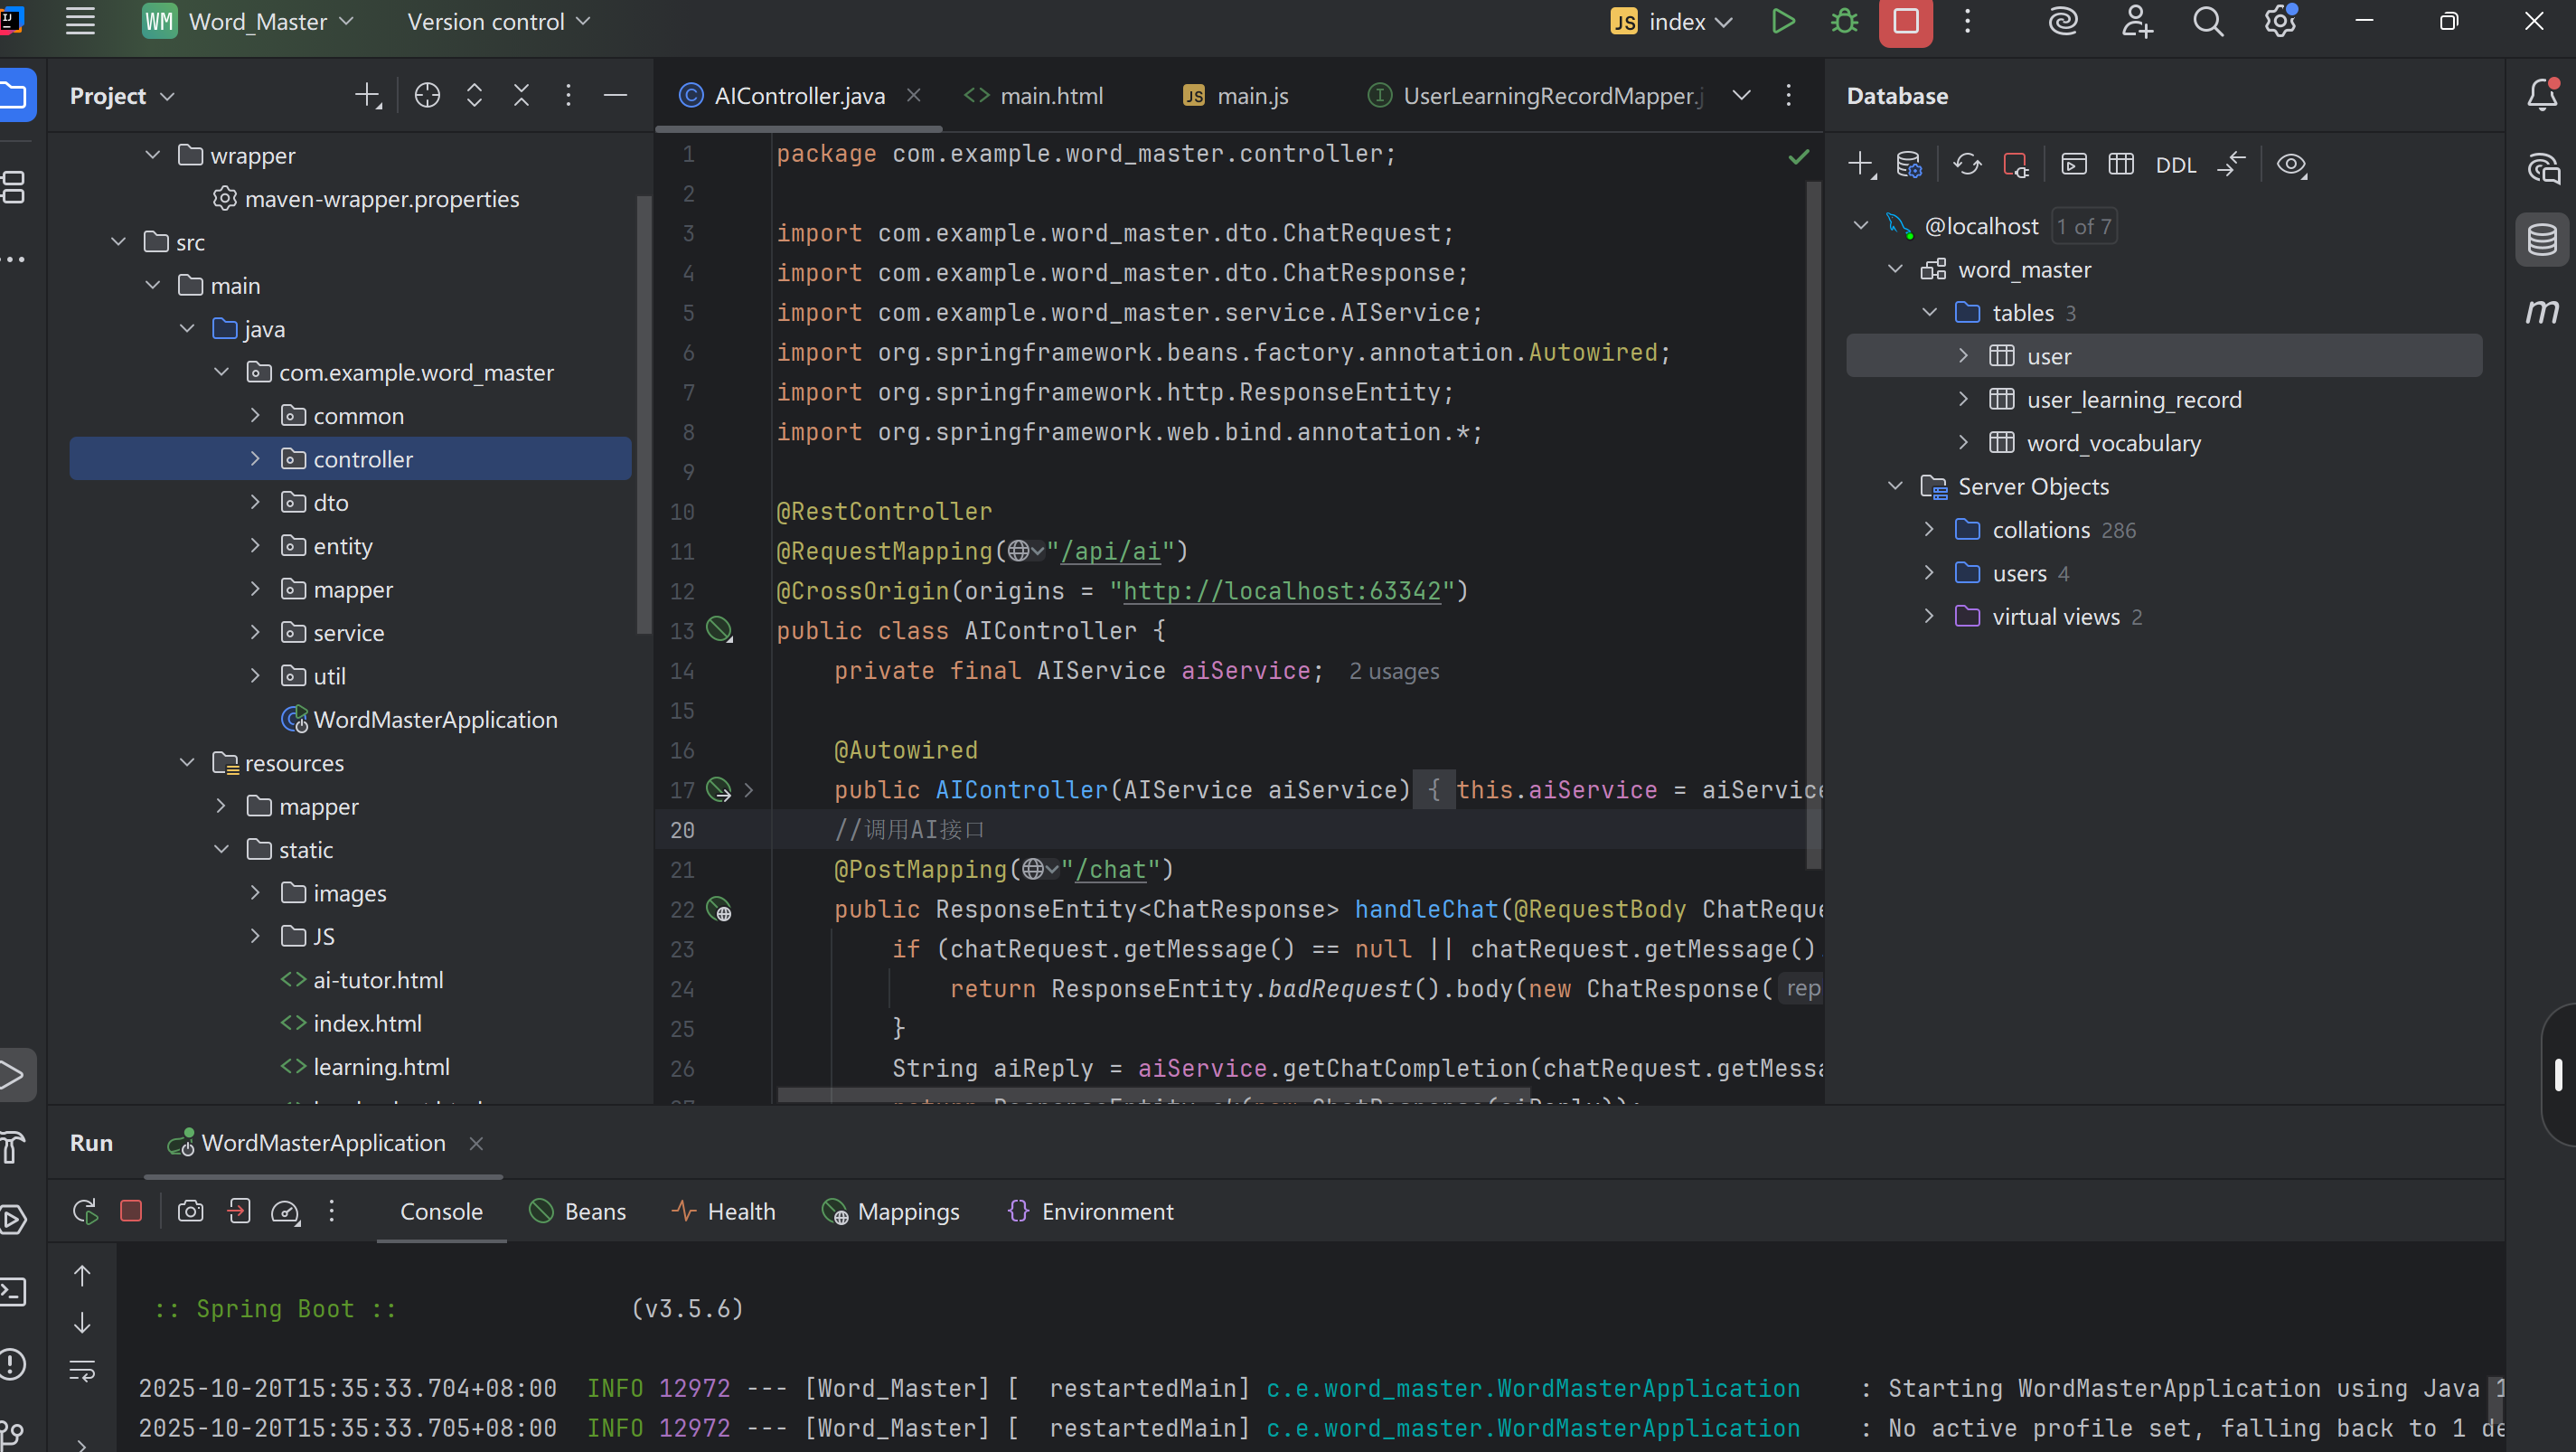 WM Word_Master Version control JS index
Project
wrapper
maven-wrapper.properties
src
main
java
com.example.word_master
common
controller
dto
entity
mapper
service
util
WordMasterApplication
resources
mapper
static
images
JS
ai-tutor.html
index.html
learning.html
AIController.java main.html JS main.js UserLearningRecordMapper.j
1 package com.example.word_master.controller;
2
3 import com.example.word_master.dto.ChatRequest;
4 import com.example.word_master.dto.ChatResponse;
5 import com.example.word_master.service.AIService;
6 import org.springframework.beans.factory.annotation.Autowired;
7 import org.springframework.http.ResponseEntity;
8 import org.springframework.web.bind.annotation.*;
9
10 @RestController
11 @RequestMapping("/api/ai")
12 @CrossOrigin(origins = "http://localhost:63342")
13 public class AIController {
14 private final AIService aiService; 2 usages
15
16 @Autowired
17 public AIController(AIService aiService) { this.aiService = aiService
20 //调用AI接口
21 @PostMapping("/chat")
22 public ResponseEntity<ChatResponse> handleChat(@RequestBody ChatReque
23 if (chatRequest.getMessage() == null || chatRequest.getMessage()
24 return ResponseEntity.badRequest().body(new ChatResponse( rep
25 }
26 String aiReply = aiService.getChatCompletion(chatRequest.getMessa
Database
DDL
@localhost 1 of 7
word_master
tables 3
user
user_learning_record
word_vocabulary
Server Objects
collations 286
users 4
virtual views 2
Run WordMasterApplication
Console Beans Health Mappings Environment
:: Spring Boot :: (v3.5.6)
2025-10-20T15:35:33.704+08:00 INFO 12972 --- [Word_Master] [ restartedMain] c.e.word_master.WordMasterApplication : Starting WordMasterApplication using Java 1
2025-10-20T15:35:33.705+08:00 INFO 12972 --- [Word_Master] [ restartedMain] c.e.word_master.WordMasterApplication : No active profile set, falling back to 1 de